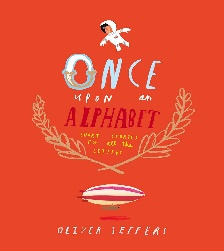 ONCE
UPON an
ALPHABET
SHORT STORIES
FOR ALL THE
LETTERS
OLIVER JEFFERS